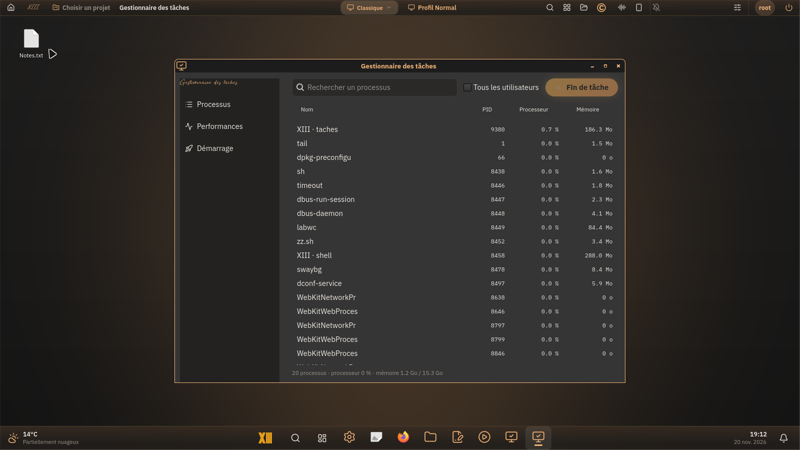 XIII
Choisir un projet
Gestionnaire des tâches
Classique
Profil Normal
root
Notes.txt
Gestionnaire des tâches
Gestionnaire des tâches
Rechercher un processus
Tous les utilisateurs
Fin de tâche
Processus
Performances
Démarrage
Nom PID Processeur Mémoire
XIII · taches 9380 0.7 % 186.3 Mo
tail 1 0.0 % 1.5 Mo
dpkg-preconfigu 66 0.0 % 0 o
sh 8438 0.0 % 1.6 Mo
timeout 8446 0.0 % 1.8 Mo
dbus-run-session 8447 0.0 % 2.3 Mo
dbus-daemon 8448 0.0 % 4.1 Mo
labwc 8449 0.0 % 84.4 Mo
zz.sh 8452 0.0 % 3.4 Mo
XIII · shell 8458 0.0 % 288.0 Mo
swaybg 8478 0.0 % 8.4 Mo
dconf-service 8497 0.0 % 5.9 Mo
WebKitNetworkPr 8638 0.0 % 0 o
WebKitWebProces 8646 0.0 % 0 o
WebKitNetworkPr 8797 0.0 % 0 o
WebKitWebProces 8799 0.0 % 0 o
WebKitWebProces 8846 0.0 % 0 o
20 processus · processeur 0 % · mémoire 1.2 Go / 15.3 Go
14°C
Partiellement nuageux
XIII
19:12
20 nov. 2026